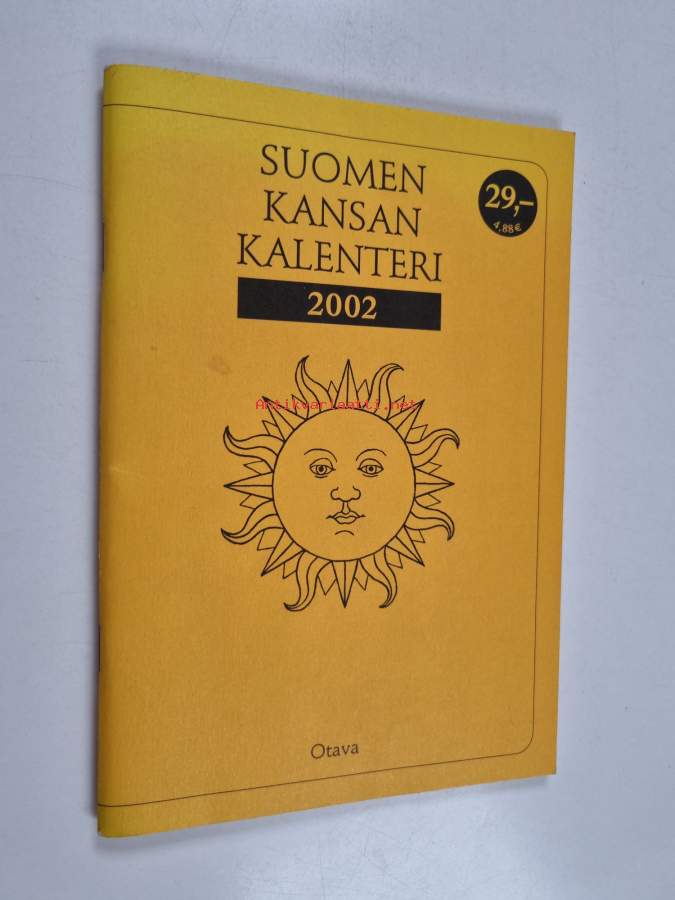 SUOMEN
KANSAN
KALENTERI
2002
29,–
4,88€
Antikvariaatti.net
Otava